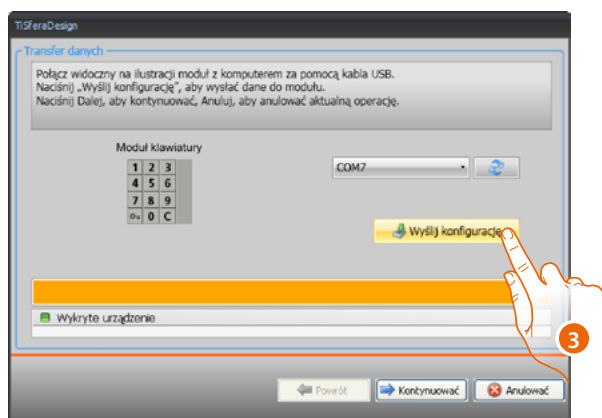 TiSferaDesign
Transfer danych
Połącz widoczny na ilustracji moduł z komputerem za pomocą kabla USB.
Naciśnij „Wyślij konfigurację”, aby wysłać dane do modułu.
Naciśnij Dalej, aby kontynuować, Anuluj, aby anulować aktualną operację.
Moduł klawiatury
1 2 3
4 5 6
7 8 9
0 C
COM7
Wyślij konfigurację
Wykryte urządzenie
3
Powrót
Kontynuować
Anulować